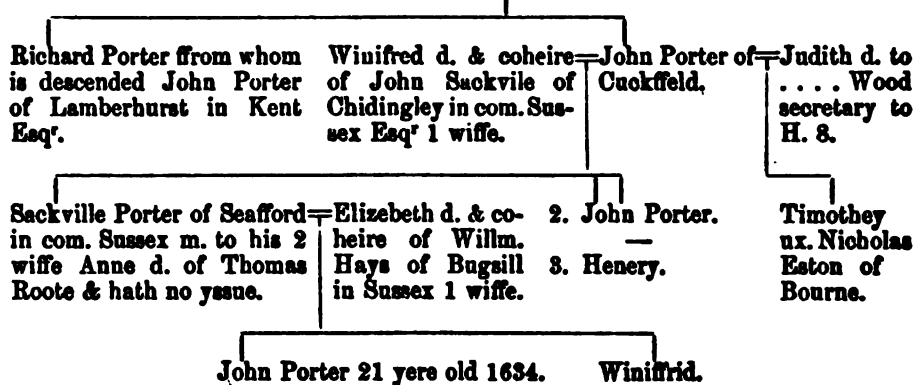 Richard Porter ffrom whom
is descended John Porter
of Lamberhurst in Kent
Esqr.
Winifred d. & coheire
of John Sackvile of
Chidingley in com. Sus-
sex Esqr 1 wiffe.
John Porter of
Cuckffeld.
Judith d. to
. . . . Wood
secretary to
H. 8.
Sackville Porter of Seafford
in com. Sussex m. to his 2
wiffe Anne d. of Thomas
Roote & hath no yssue.
Elizebeth d. & co-
heire of Willm.
Hays of Bugsill
in Sussex 1 wiffe.
2. John Porter.
—
3. Henery.
Timothey
ux. Nicholas
Eston of
Bourne.
John Porter 21 yere old 1634.
Winiffrid.